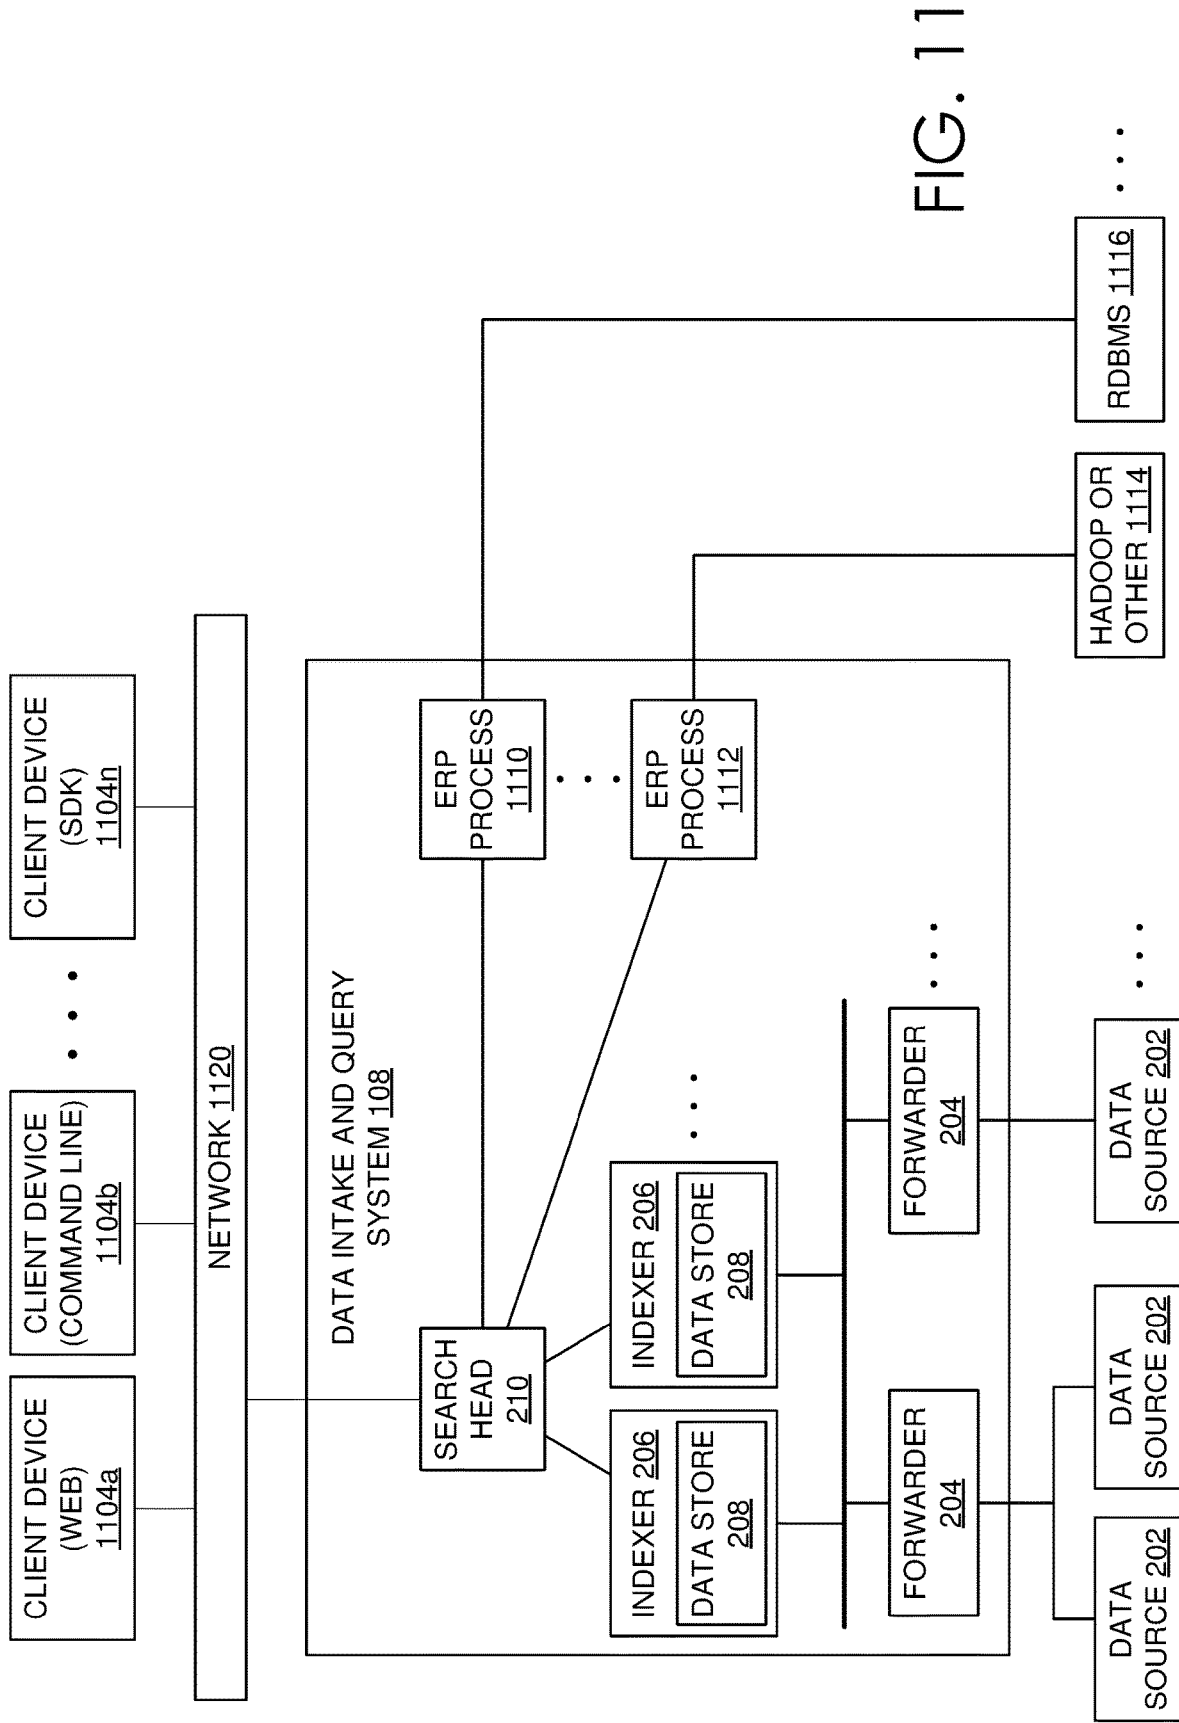 CLIENT DEVICE
(WEB)
1104a
CLIENT DEVICE
(COMMAND LINE)
1104b
CLIENT DEVICE
(SDK)
1104n
NETWORK 1120
DATA INTAKE AND QUERY
SYSTEM 108
SEARCH
HEAD
210
ERP
PROCESS
1110
INDEXER 206
DATA STORE
208
INDEXER 206
DATA STORE
208
ERP
PROCESS
1112
FORWARDER
204
FORWARDER
204
DATA
SOURCE 202
DATA
SOURCE 202
DATA
SOURCE 202
HADOOP OR
OTHER 1114
RDBMS 1116
FIG. 11